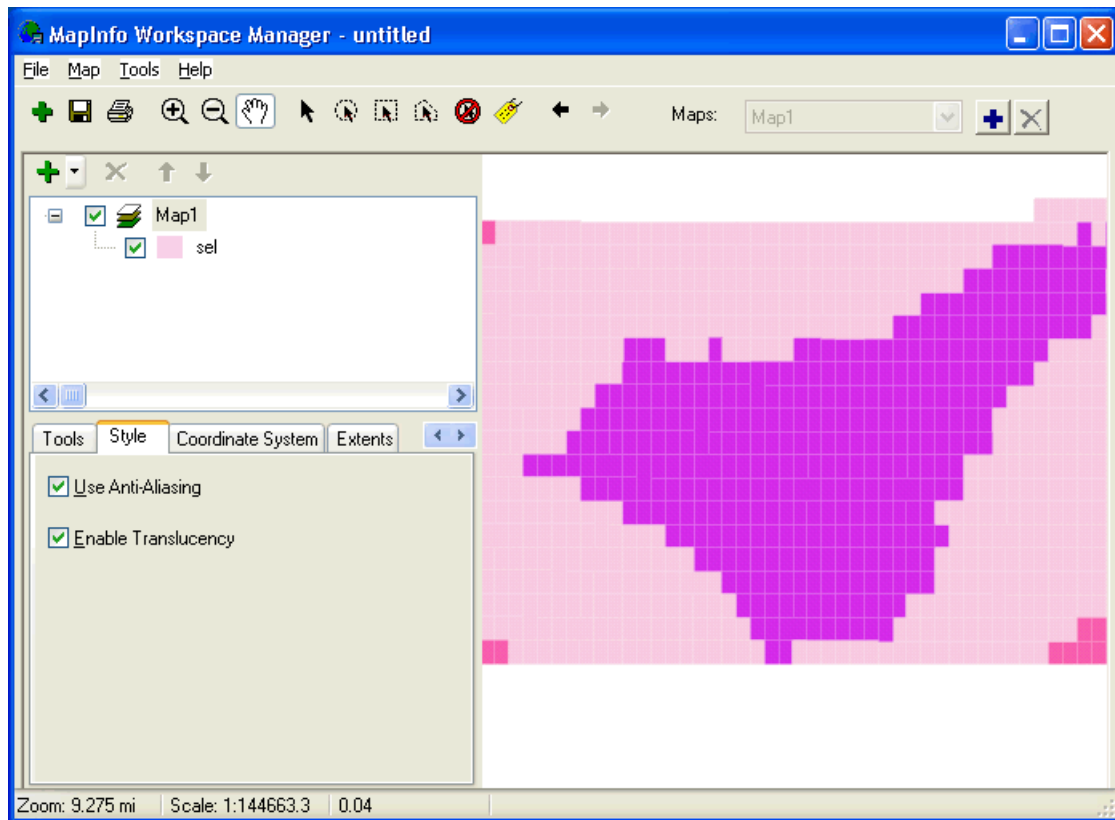 MapInfo Workspace Manager - untitled
File Map Tools Help
Maps: Map1
Map1
sel
Tools Style Coordinate System Extents
Use Anti-Aliasing
Enable Translucency
Zoom: 9.275 mi Scale: 1:144663.3 0.04